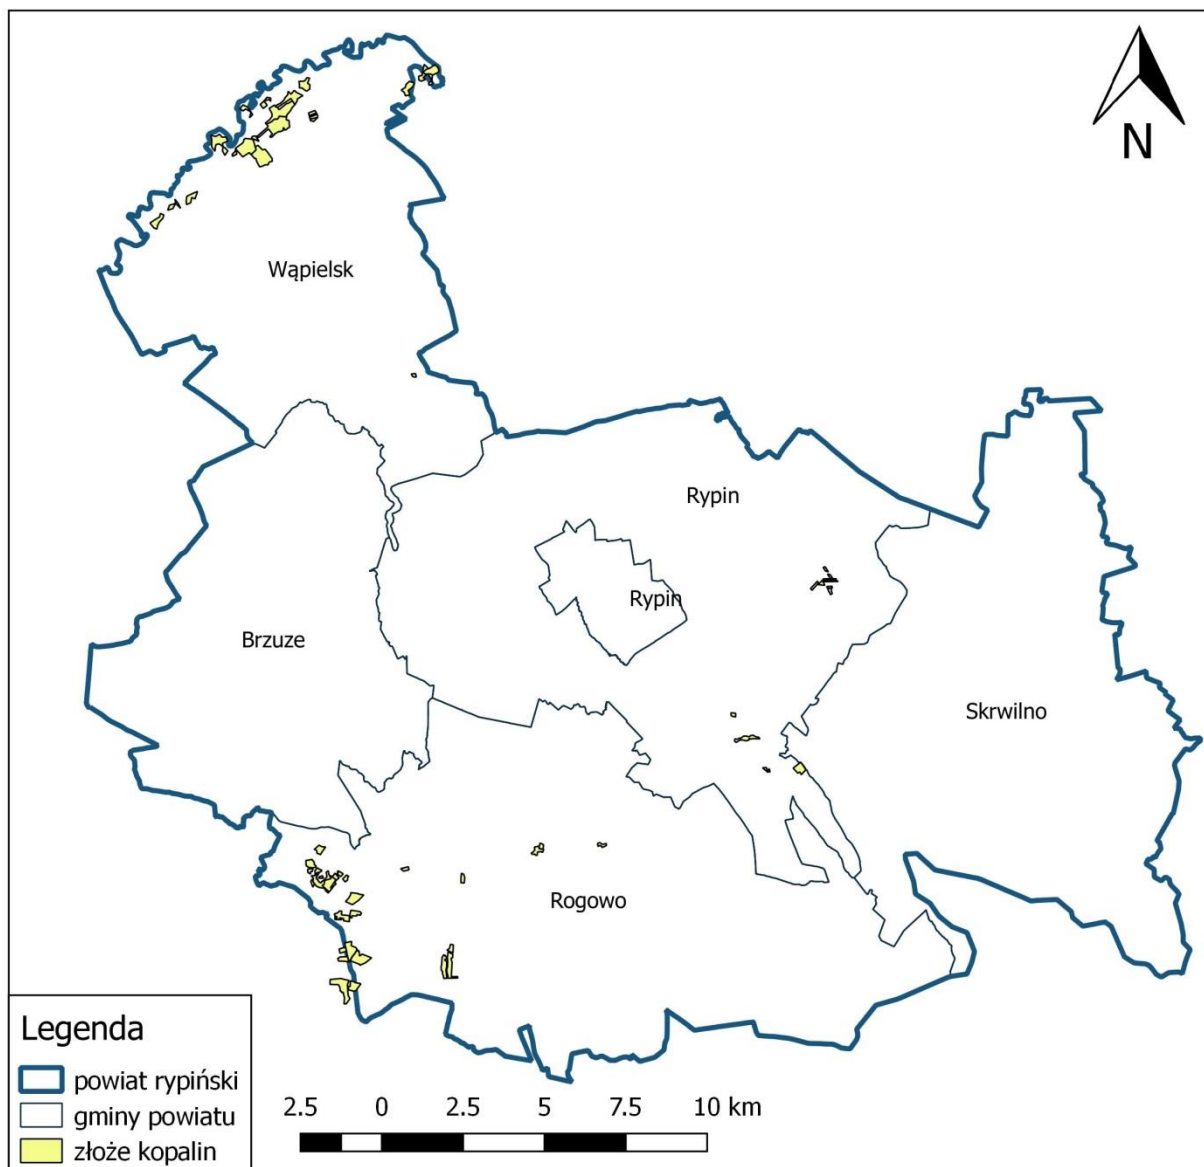 N
Wąpielsk
Rypin
Rypin
Brzuze
Skrwilno
Rogowo
Legenda
powiat rypiński
gminy powiatu
złoże kopalin
2.5 0 2.5 5 7.5 10 km